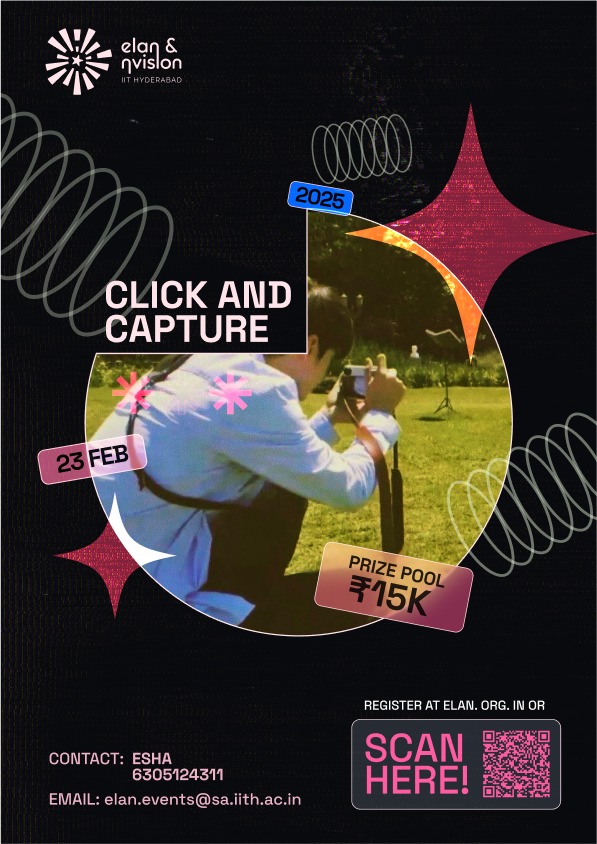 elan &
ηvision
IIT HYDERABAD
2025
CLICK AND
CAPTURE
23 FEB
PRIZE POOL
₹15K
REGISTER AT ELAN. ORG. IN OR
SCAN
HERE!
CONTACT: ESHA
6305124311
EMAIL: elan.events@sa.iith.ac.in